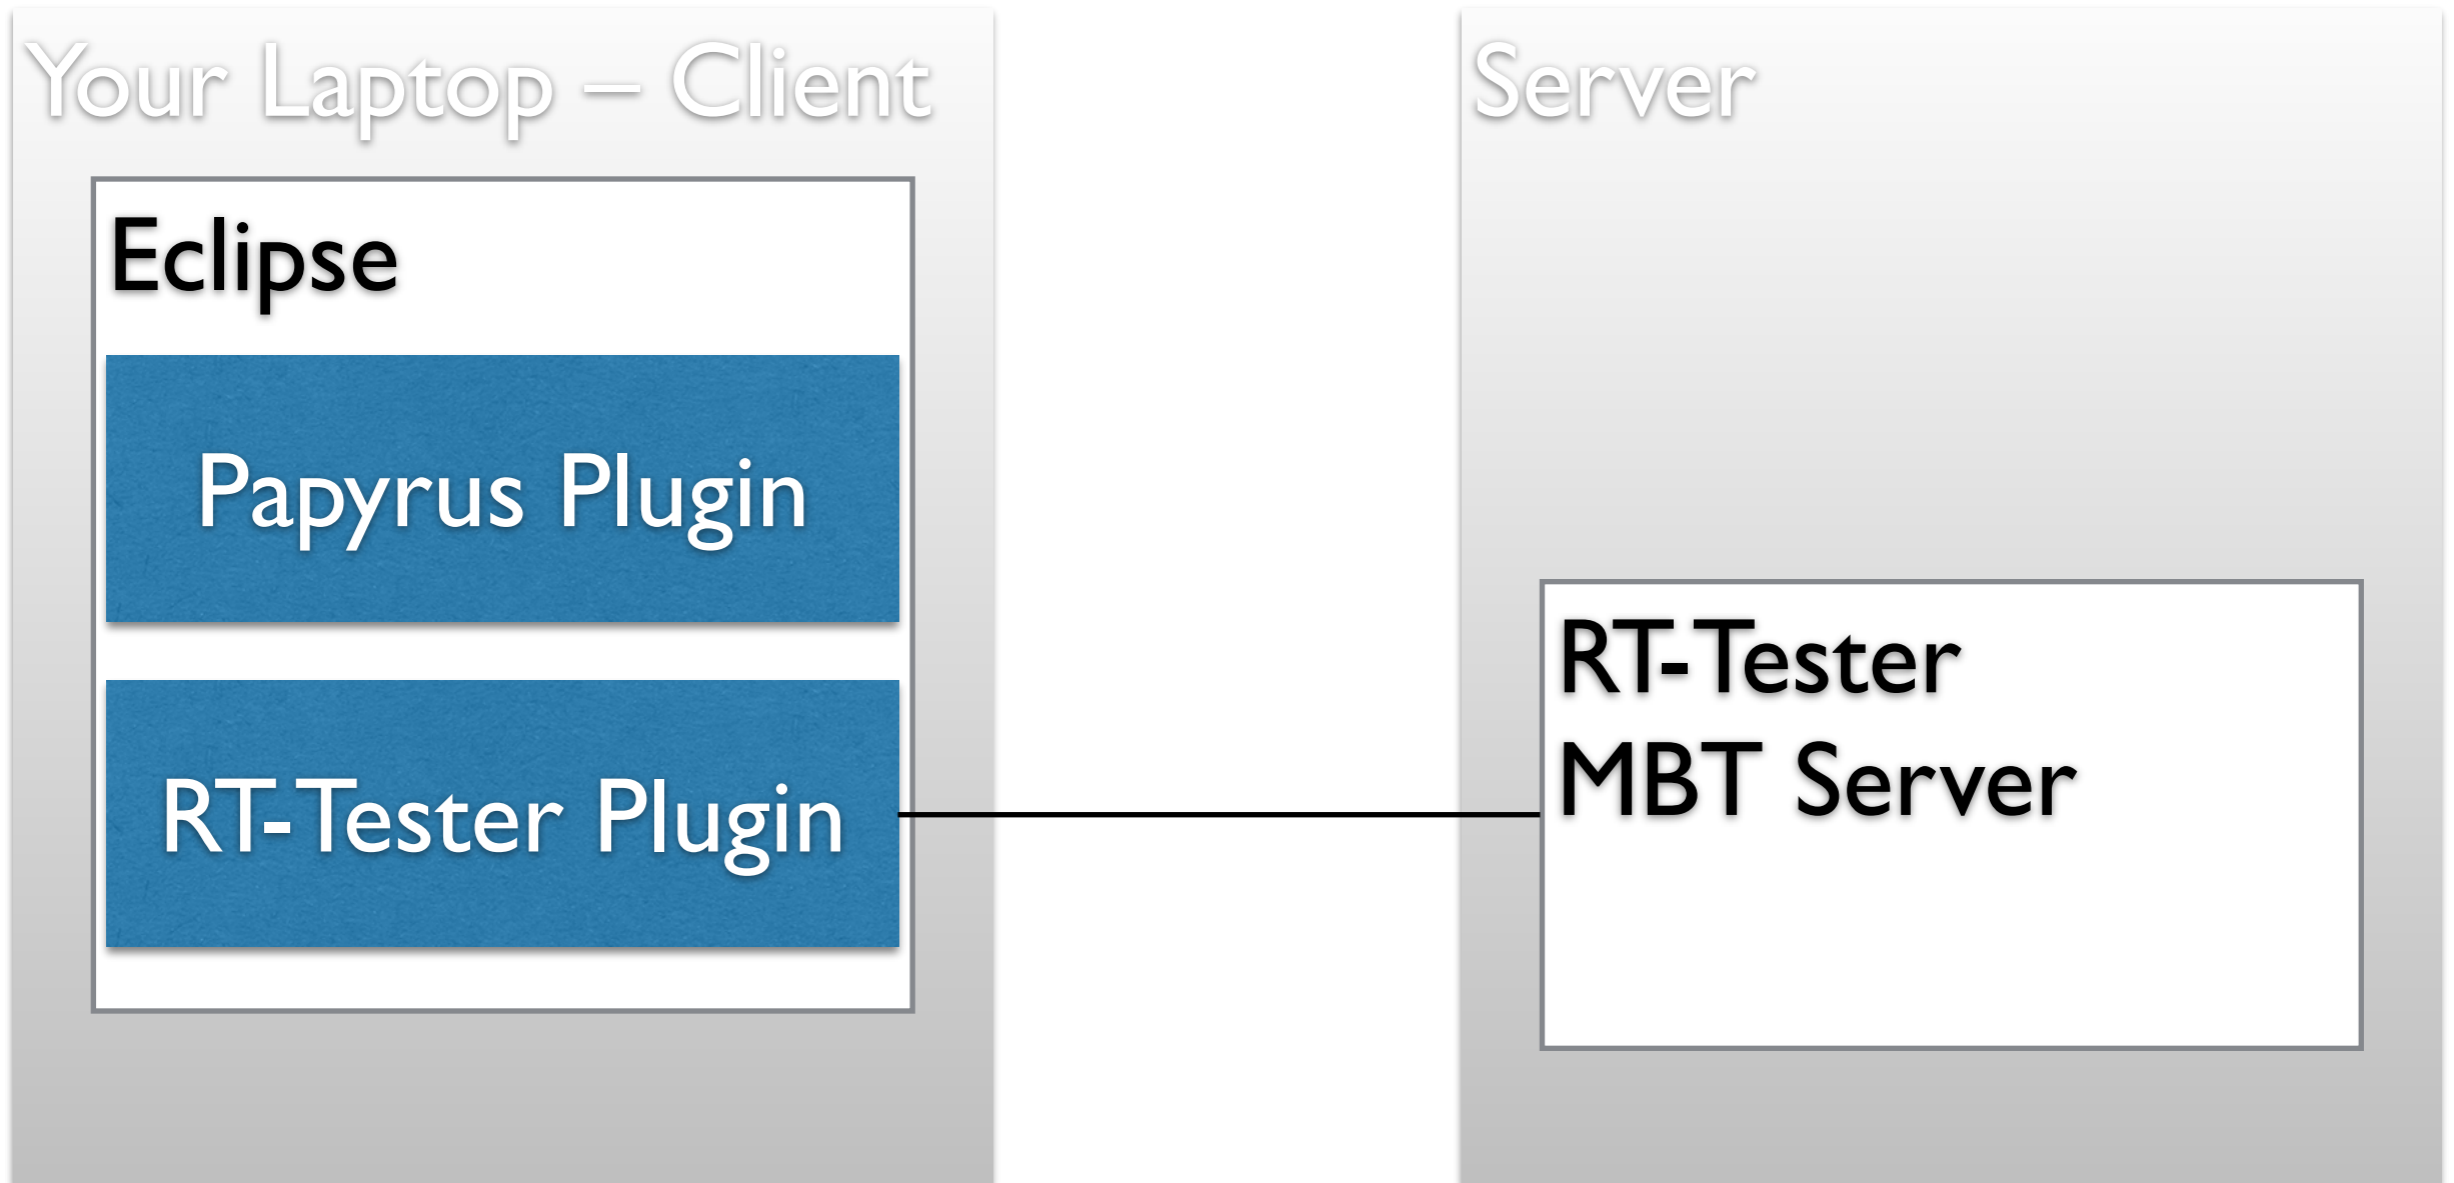 Your Laptop – Client
Eclipse
Papyrus Plugin
RT-Tester Plugin
Server
RT-Tester
MBT Server